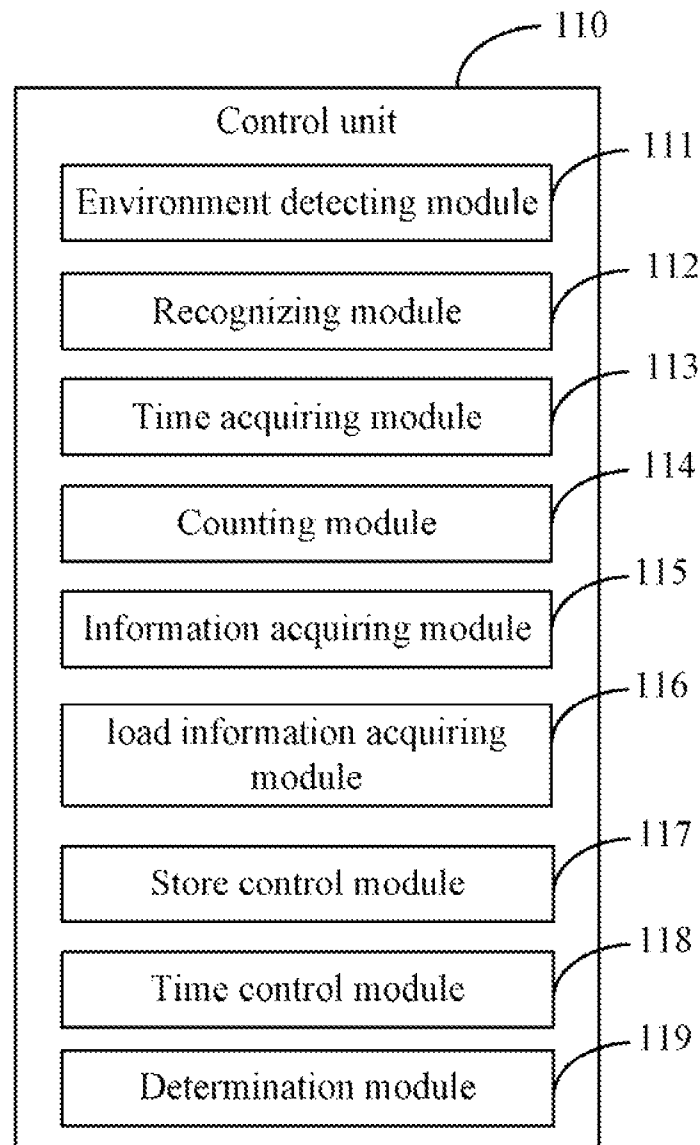 110
Control unit
111
Environment detecting module
112
Recognizing module
113
Time acquiring module
114
Counting module
115
Information acquiring module
116
load information acquiring
module
117
Store control module
118
Time control module
119
Determination module